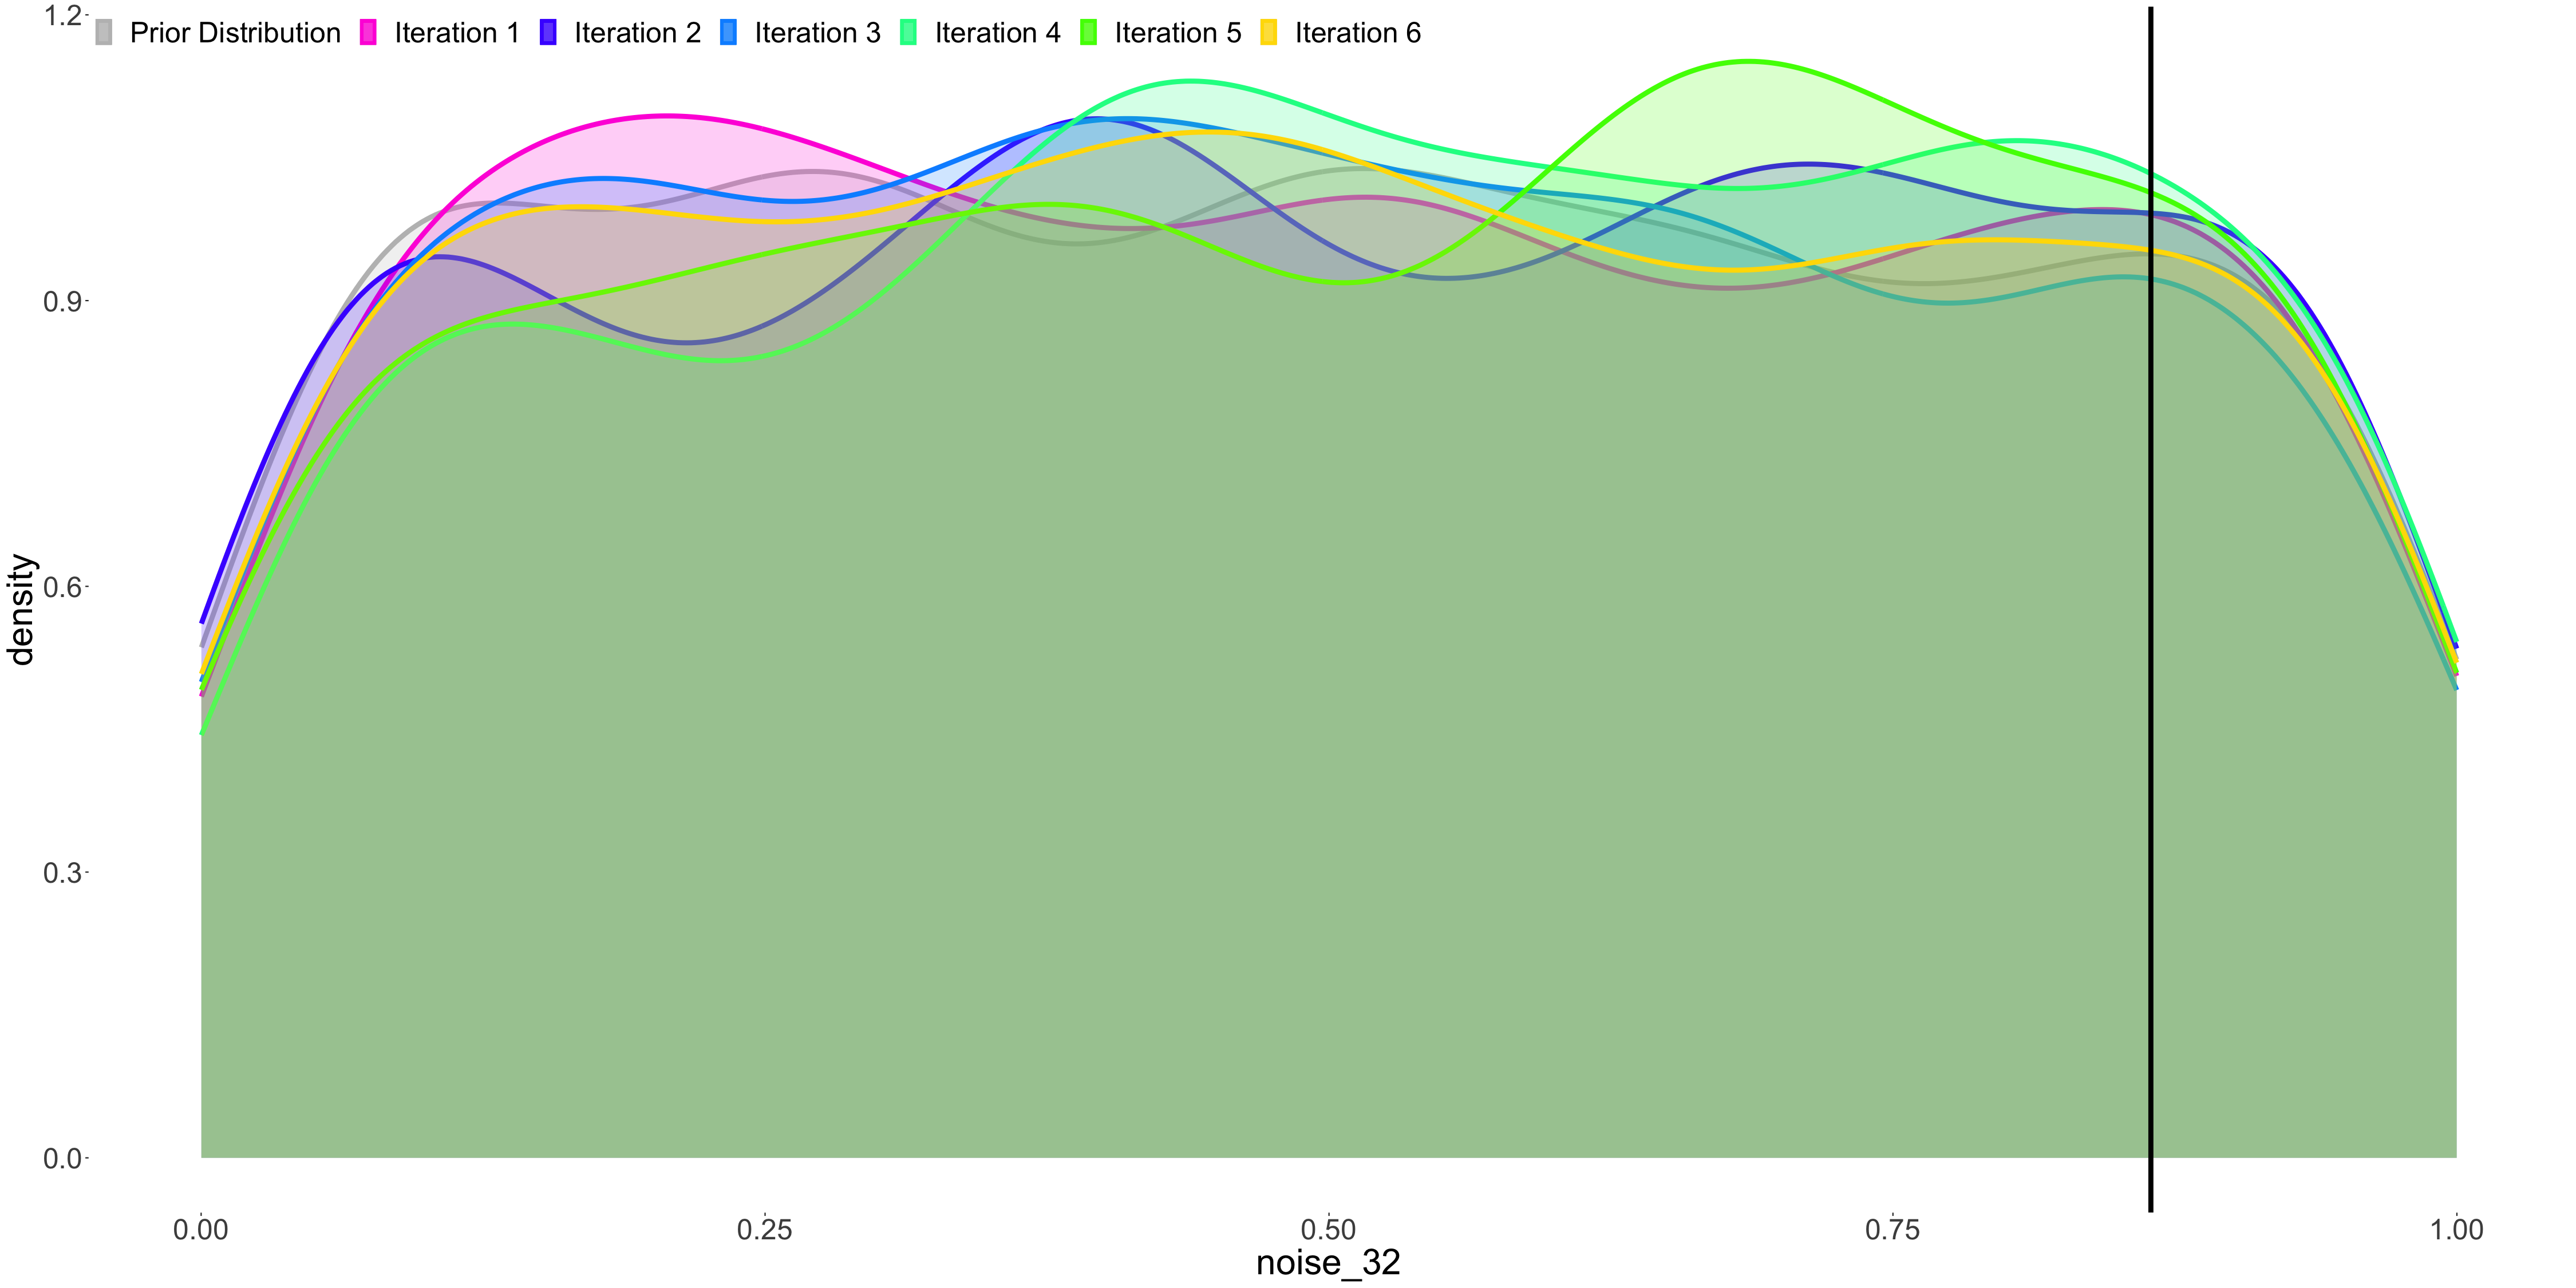 1.2
Prior Distribution Iteration 1 Iteration 2 Iteration 3 Iteration 4 Iteration 5 Iteration 6
0.9
0.6
density
0.3
0.0
0.00 0.25 0.50 0.75 1.00
noise_32